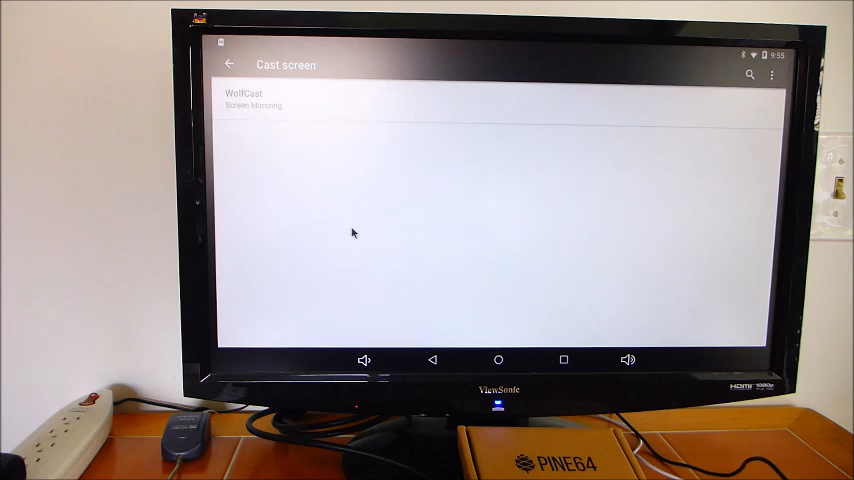 9:55
Cast screen
WolfCast
Screen Mirroring
ViewSonic
HDMI 1080p
PINE64